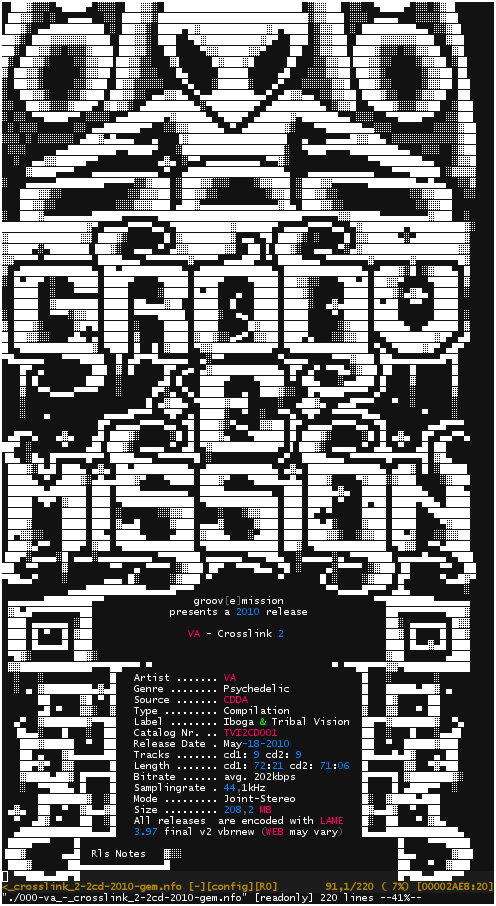 groov[e]mission
presents a 2010 release
VA - Crosslink 2
Artist ....... VA
Genre ........ Psychedelic
Source ....... CDDA
Type ......... Compilation
Label ........ Iboga & Tribal Vision
Catalog Nr. .. TVI2CD001
Release Date . May-18-2010
Tracks ....... cd1: 9 cd2: 9
Length ....... cd1: 72:21 cd2: 71:06
Bitrate ...... avg. 202kbps
Samplingrate . 44,1kHz
Mode ......... Joint-Stereo
Size ......... 208,2 MB
All releases  are encoded with LAME
3.97 final v2 vbrnew (WEB may vary)
Rls Notes
<_crosslink_2-2cd-2010-gem.nfo [-][config][R0]    91,1/220 ( 7%) [00002AE8:20]
"./000-va_-_crosslink_2-2cd-2010-gem.nfo" [readonly] 220 lines --41%--